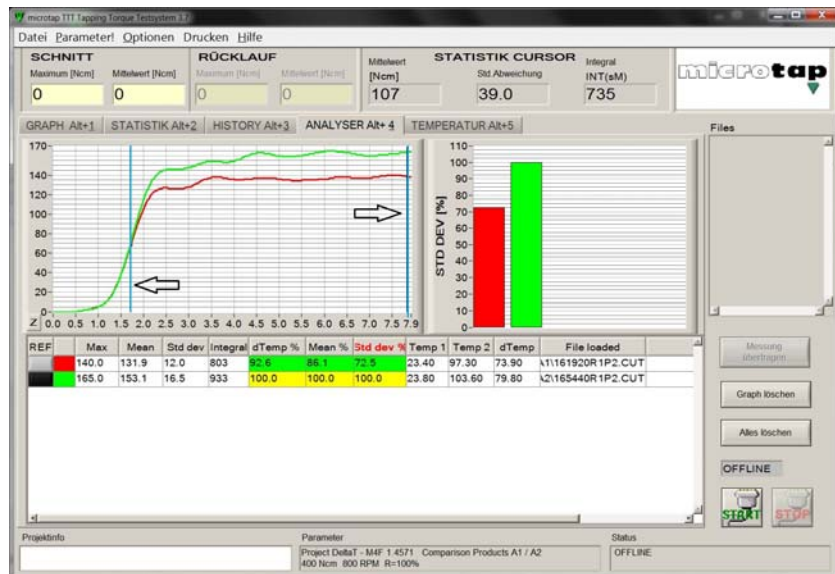 microtap TTT Tapping Torque Testsystem 3.7
Datei Parameter! Optionen Drucken Hilfe
SCHNITT
Maximum [Ncm] Mittelwert [Ncm]
0 0
RÜCKLAUF
Maximum [Ncm] Mittelwert [Ncm]
0 0
STATISTIK CURSOR
Mittelwert [Ncm] Std.Abweichung Integral INT(sM)
107 39.0 735
microtap
GRAPH Alt+1 STATISTIK Alt+2 HISTORY Alt+3 ANALYSER Alt+ 4 TEMPERATUR Alt+5
Files
170-
140-
120-
100-
80-
60-
40-
20-
0-
Z 0.0 0.5 1.0 1.5 2.0 2.5 3.0 3.5 4.0 4.5 5.0 5.5 6.0 6.5 7.0 7.5 7.9
STD DEV [%]
110-
100-
90-
80-
70-
60-
50-
40-
30-
20-
10-
0-
REF Max Mean Std dev Integral dTemp % Mean % Std dev % Temp 1 Temp 2 dTemp File loaded
140.0 131.9 12.0 803 92.6 86.1 72.5 23.40 97.30 73.90 \1\161920R1P2.CUT
165.0 153.1 16.5 933 100.0 100.0 100.0 23.80 103.60 79.80 \2\165440R1P2.CUT
Messung
übertragen
Graph löschen
Alles löschen
OFFLINE
START STOP
Projektinfo
Parameter
Project DeltaT - M4F 1.4571 Comparison Products A1 / A2
400 Ncm 800 RPM R=100%
Status
OFFLINE